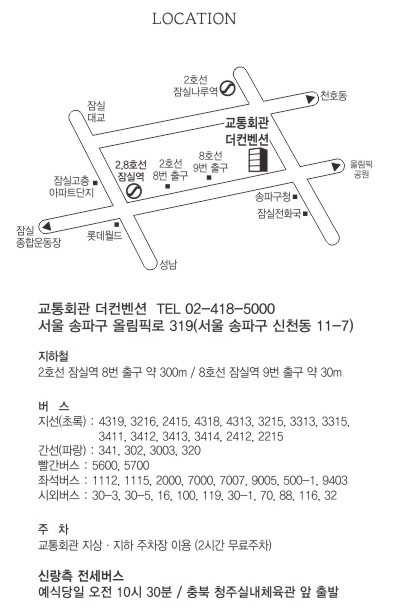 LOCATION
2호선
잠실나루역
천호동
잠실
대교
교통회관
더컨벤션
2,8호선
잠실역
2호선
8번 출구
8호선
9번 출구
올림픽
공원
잠실고층
아파트단지
송파구청
잠실전화국
잠실
종합운동장
롯데월드
성남
교통회관 더컨벤션 TEL 02-418-5000
서울 송파구 올림픽로 319(서울 송파구 신천동 11-7)
지하철
2호선 잠실역 8번 출구 약 300m / 8호선 잠실역 9번 출구 약 30m
버 스
지선(초록) : 4319, 3216, 2415, 4318, 4313, 3215, 3313, 3315,
3411, 3412, 3413, 3414, 2412, 2215
간선(파랑) : 341, 302, 3003, 320
빨간버스 : 5600, 5700
좌석버스 : 1112, 1115, 2000, 7000, 7007, 9005, 500-1, 9403
시외버스 : 30-3, 30-5, 16, 100, 119, 30-1, 70, 88, 116, 32
주 차
교통회관 지상 · 지하 주차장 이용 (2시간 무료주차)
신랑측 전세버스
예식당일 오전 10시 30분 / 충북 청주실내체육관 앞 출발